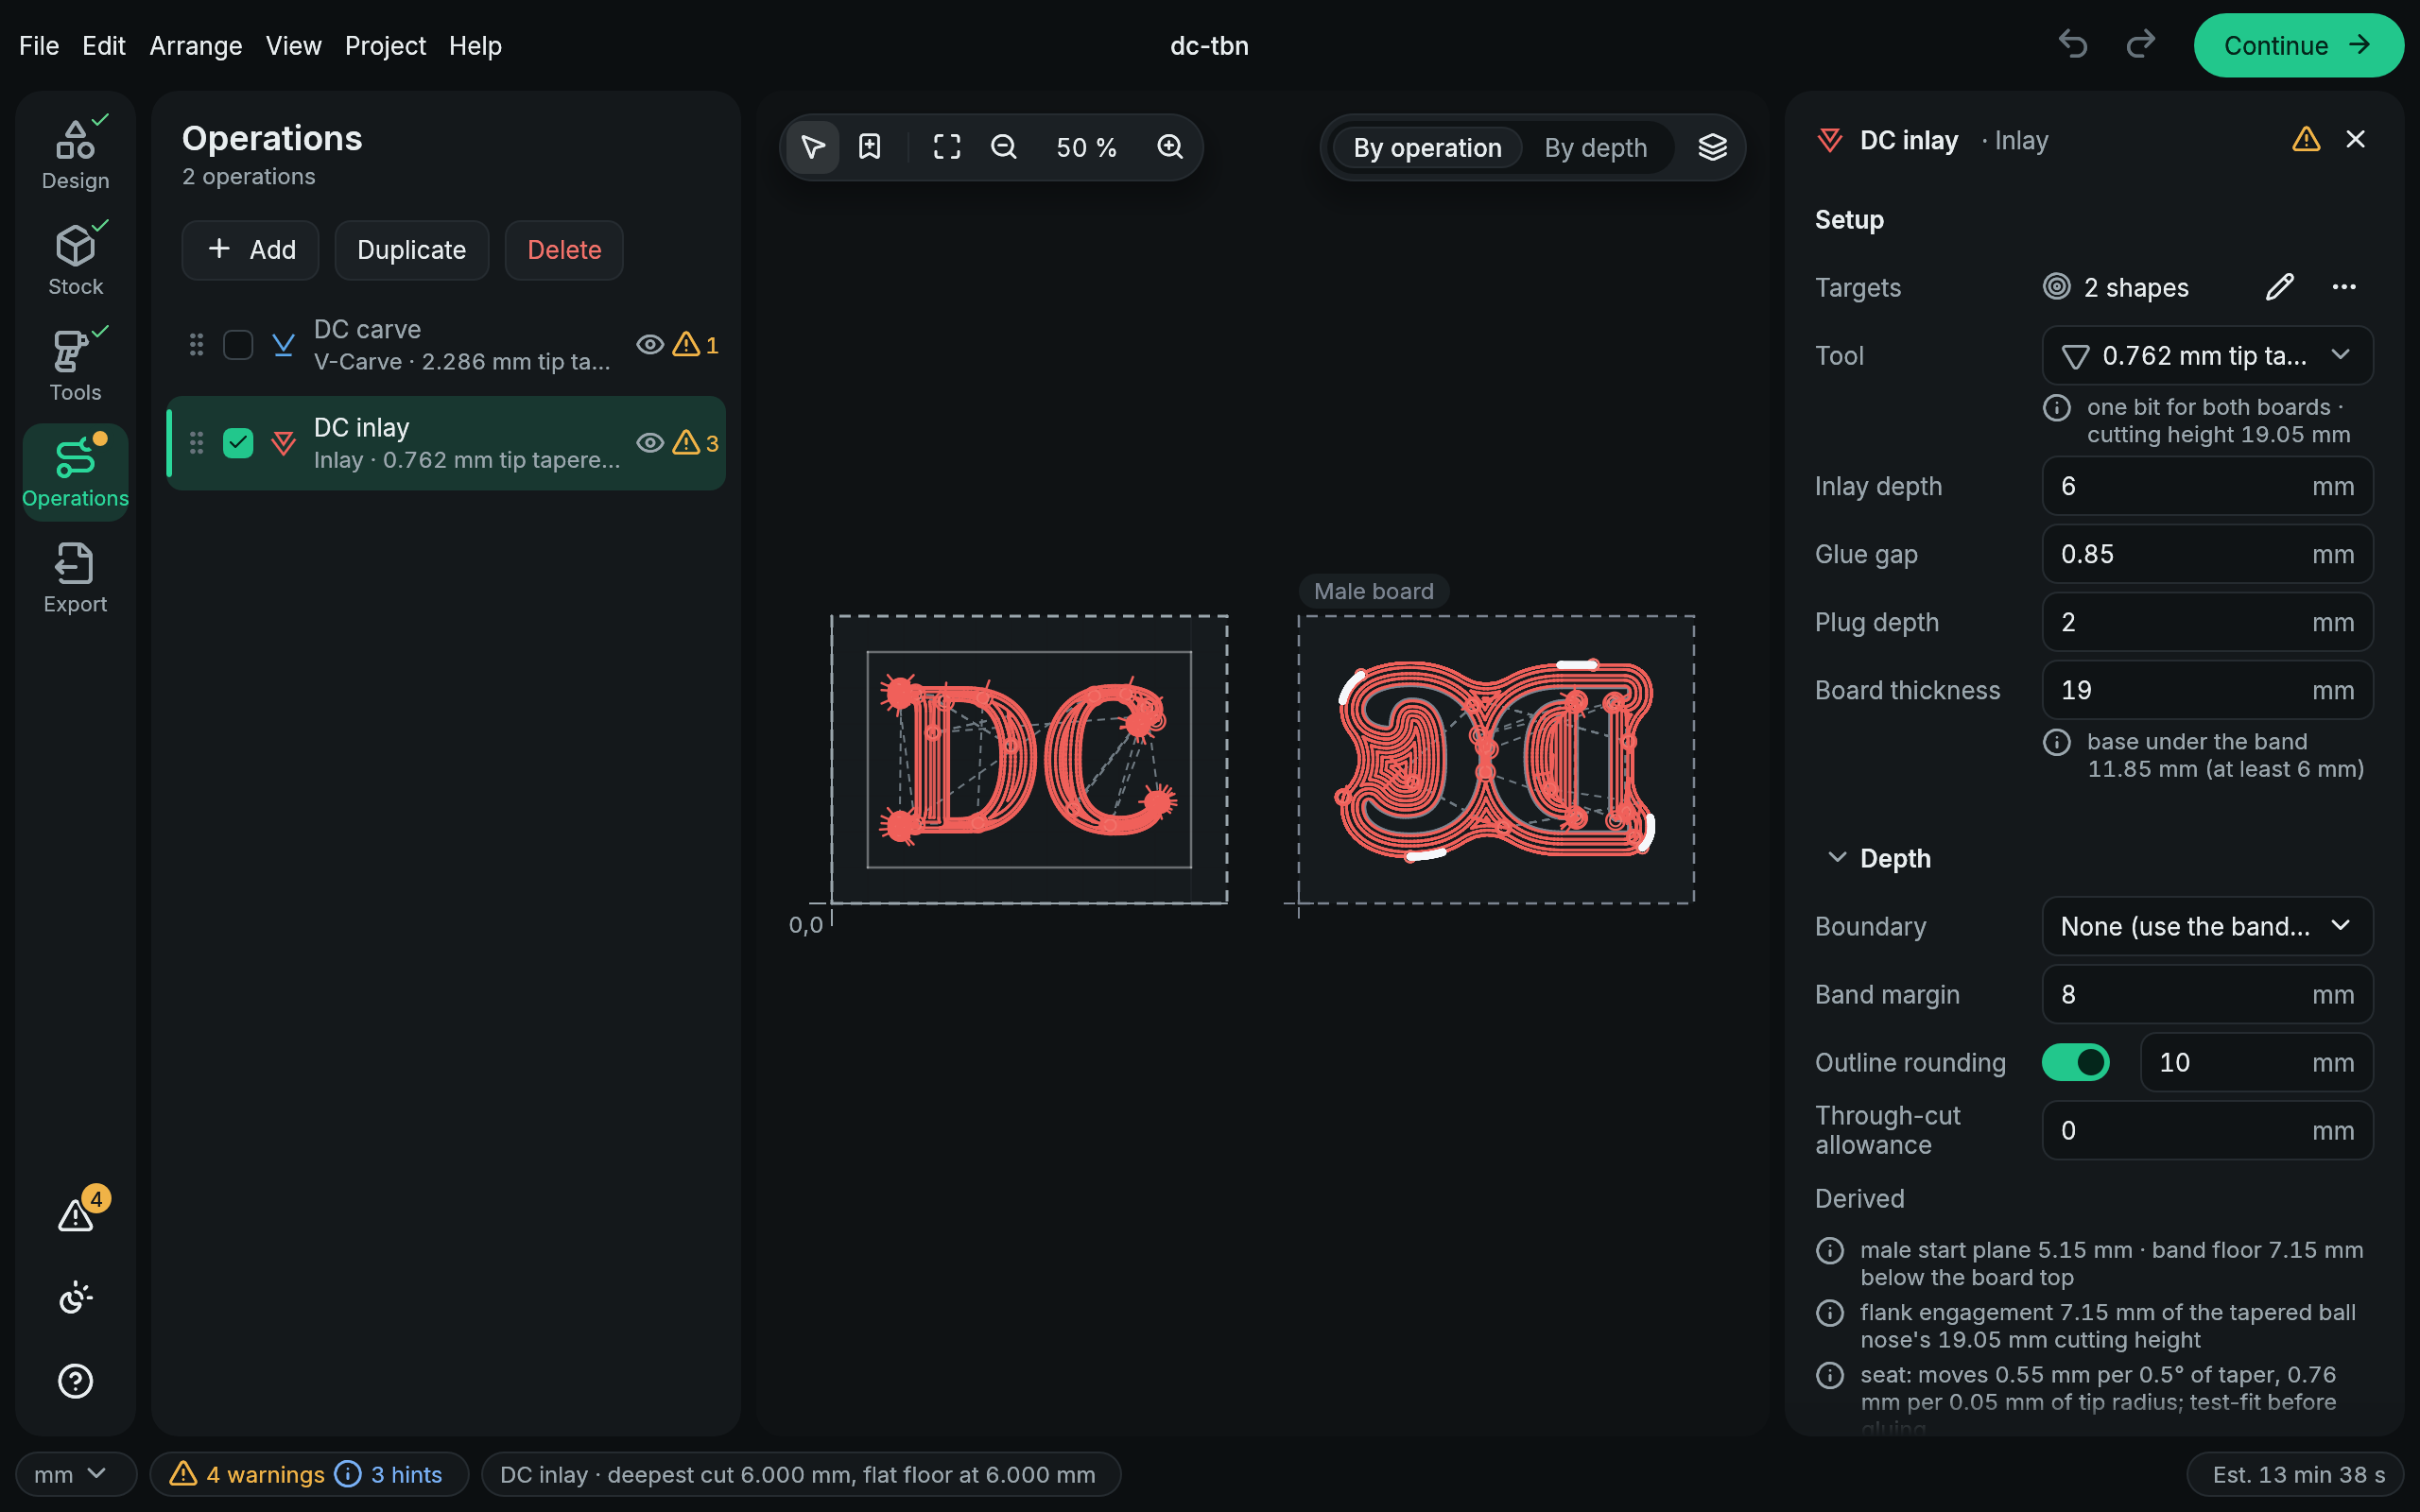 File Edit Arrange View Project Help
dc-tbn
Continue
Design
Stock
Tools
Operations
Export
4
Operations
2 operations
Add
Duplicate
Delete
DC carve
V-Carve · 2.286 mm tip ta...
1
DC inlay
Inlay · 0.762 mm tip tapere...
3
50 %
By operation
By depth
Male board
0,0
DC inlay · Inlay
Setup
Targets
2 shapes
Tool
0.762 mm tip ta...
one bit for both boards ·
cutting height 19.05 mm
Inlay depth
6 mm
Glue gap
0.85 mm
Plug depth
2 mm
Board thickness
19 mm
base under the band
11.85 mm (at least 6 mm)
Depth
Boundary
None (use the band...
Band margin
8 mm
Outline rounding
10 mm
Through-cut
allowance
0 mm
Derived
male start plane 5.15 mm · band floor 7.15 mm
below the board top
flank engagement 7.15 mm of the tapered ball
nose's 19.05 mm cutting height
seat: moves 0.55 mm per 0.5° of taper, 0.76
mm per 0.05 mm of tip radius; test-fit before
gluing
mm
4 warnings
3 hints
DC inlay · deepest cut 6.000 mm, flat floor at 6.000 mm
Est. 13 min 38 s